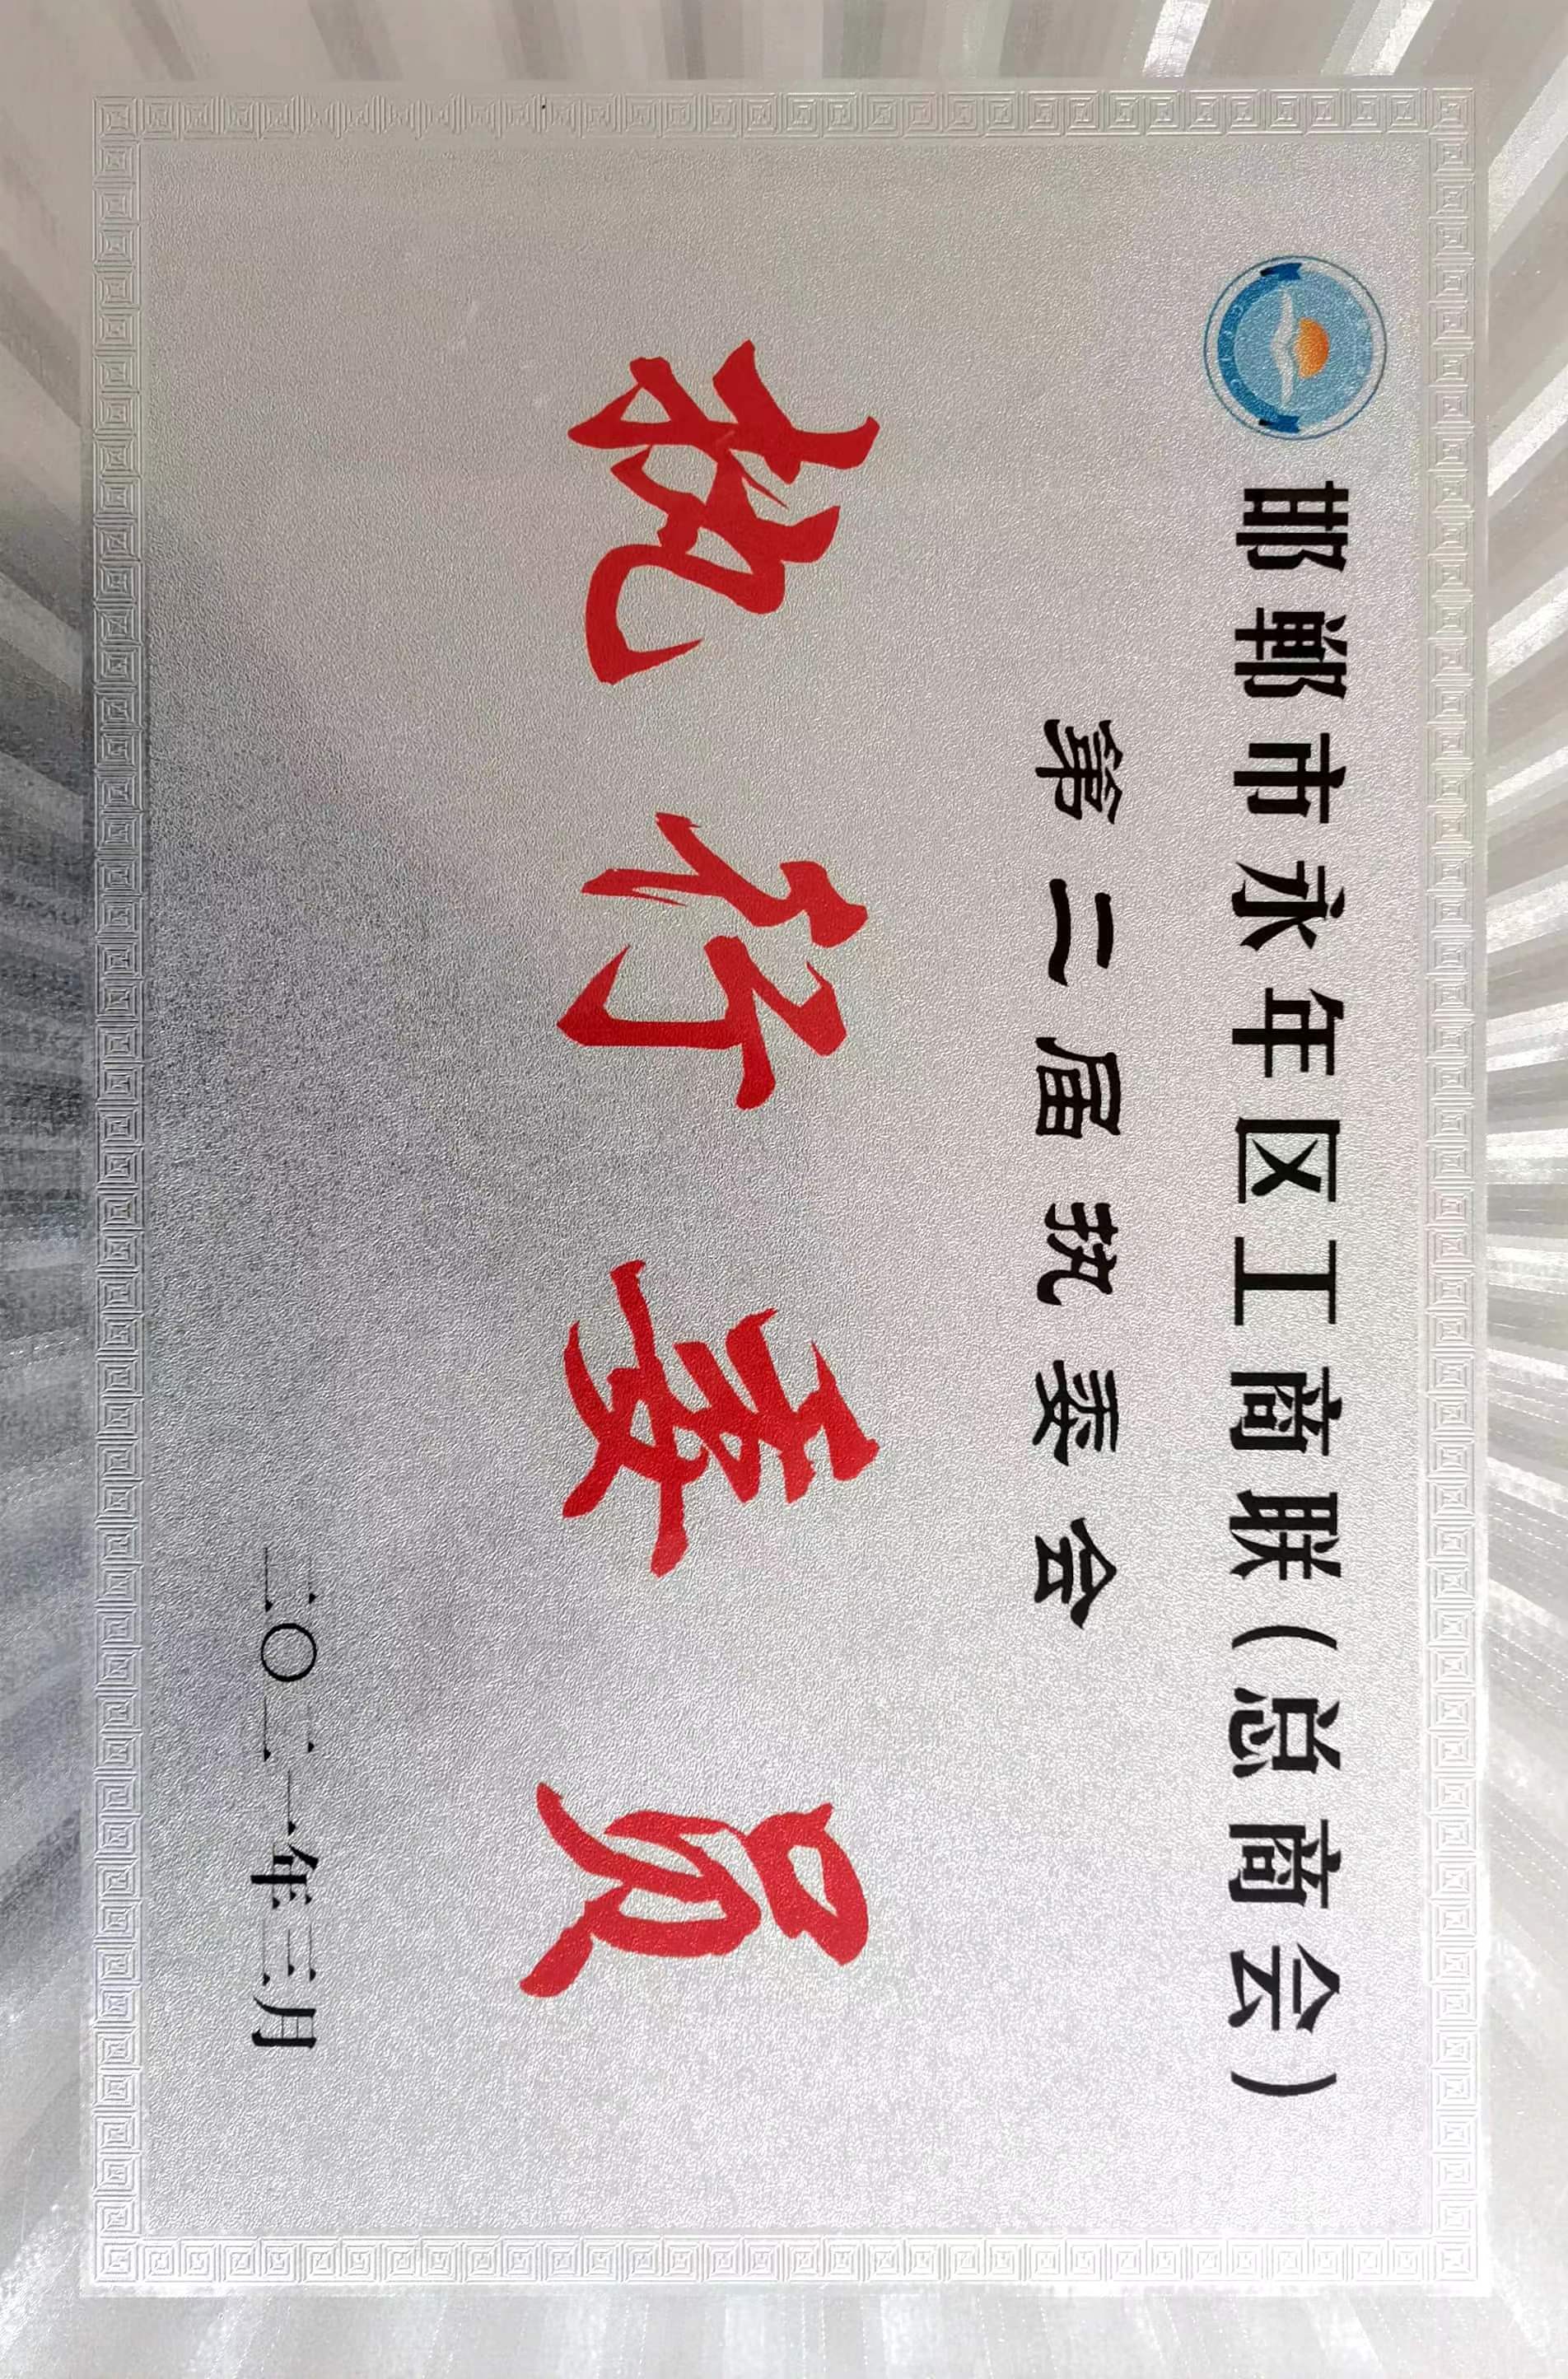 邯郸市永年区工商联(总商会)
第二届执委会
执行委员
二〇二一年三月